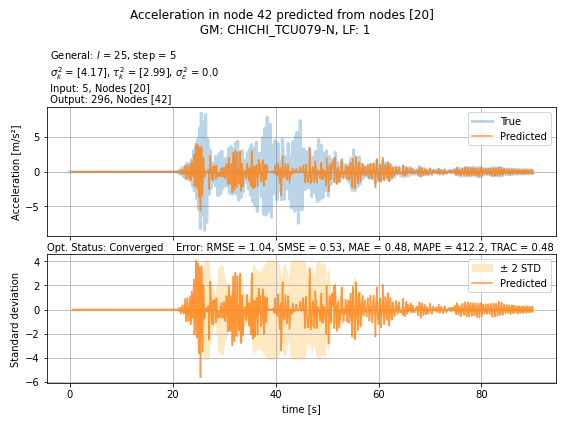 Acceleration in node 42 predicted from nodes [20]
GM: CHICHI_TCU079-N, LF: 1
General: l = 25, step = 5
σ²ₖ = [4.17], τ²ₖ = [2.99], σ²ε = 0.0
Input: 5, Nodes [20]
Output: 296, Nodes [42]
Acceleration [m/s²]
5
0
−5
True
Predicted
Opt. Status: Converged Error: RMSE = 1.04, SMSE = 0.53, MAE = 0.48, MAPE = 412.2, TRAC = 0.48
Standard deviation
4
2
0
−2
−4
−6
± 2 STD
Predicted
0 20 40 60 80
time [s]